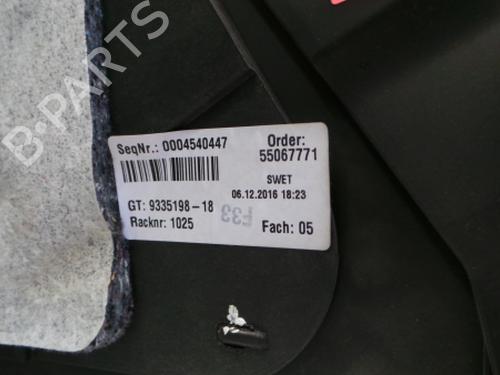 B-PARTS
SeqNr.: 0004540447
Order:
55067771
SWET
06.12.2016 18:23
GT: 9335198-18
F33
Racknr: 1025
Fach: 05